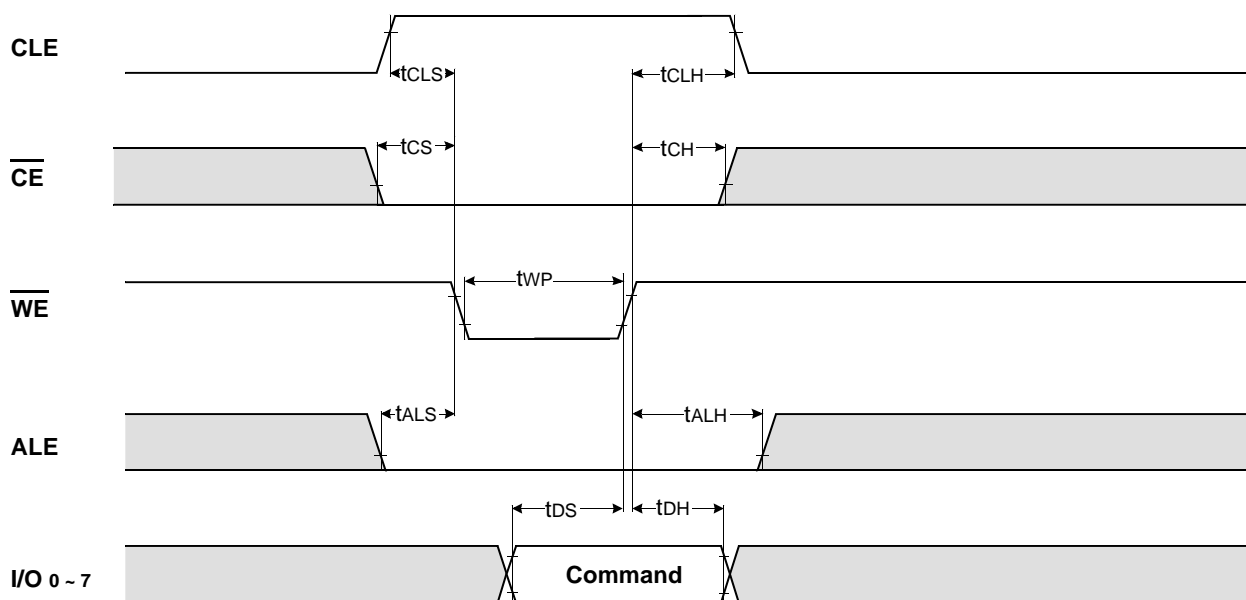 CLE
tCLS
tCLH
CE
tCS
tCH
WE
tWP
ALE
tALS
tALH
tDS
tDH
I/O 0 ~ 7
Command